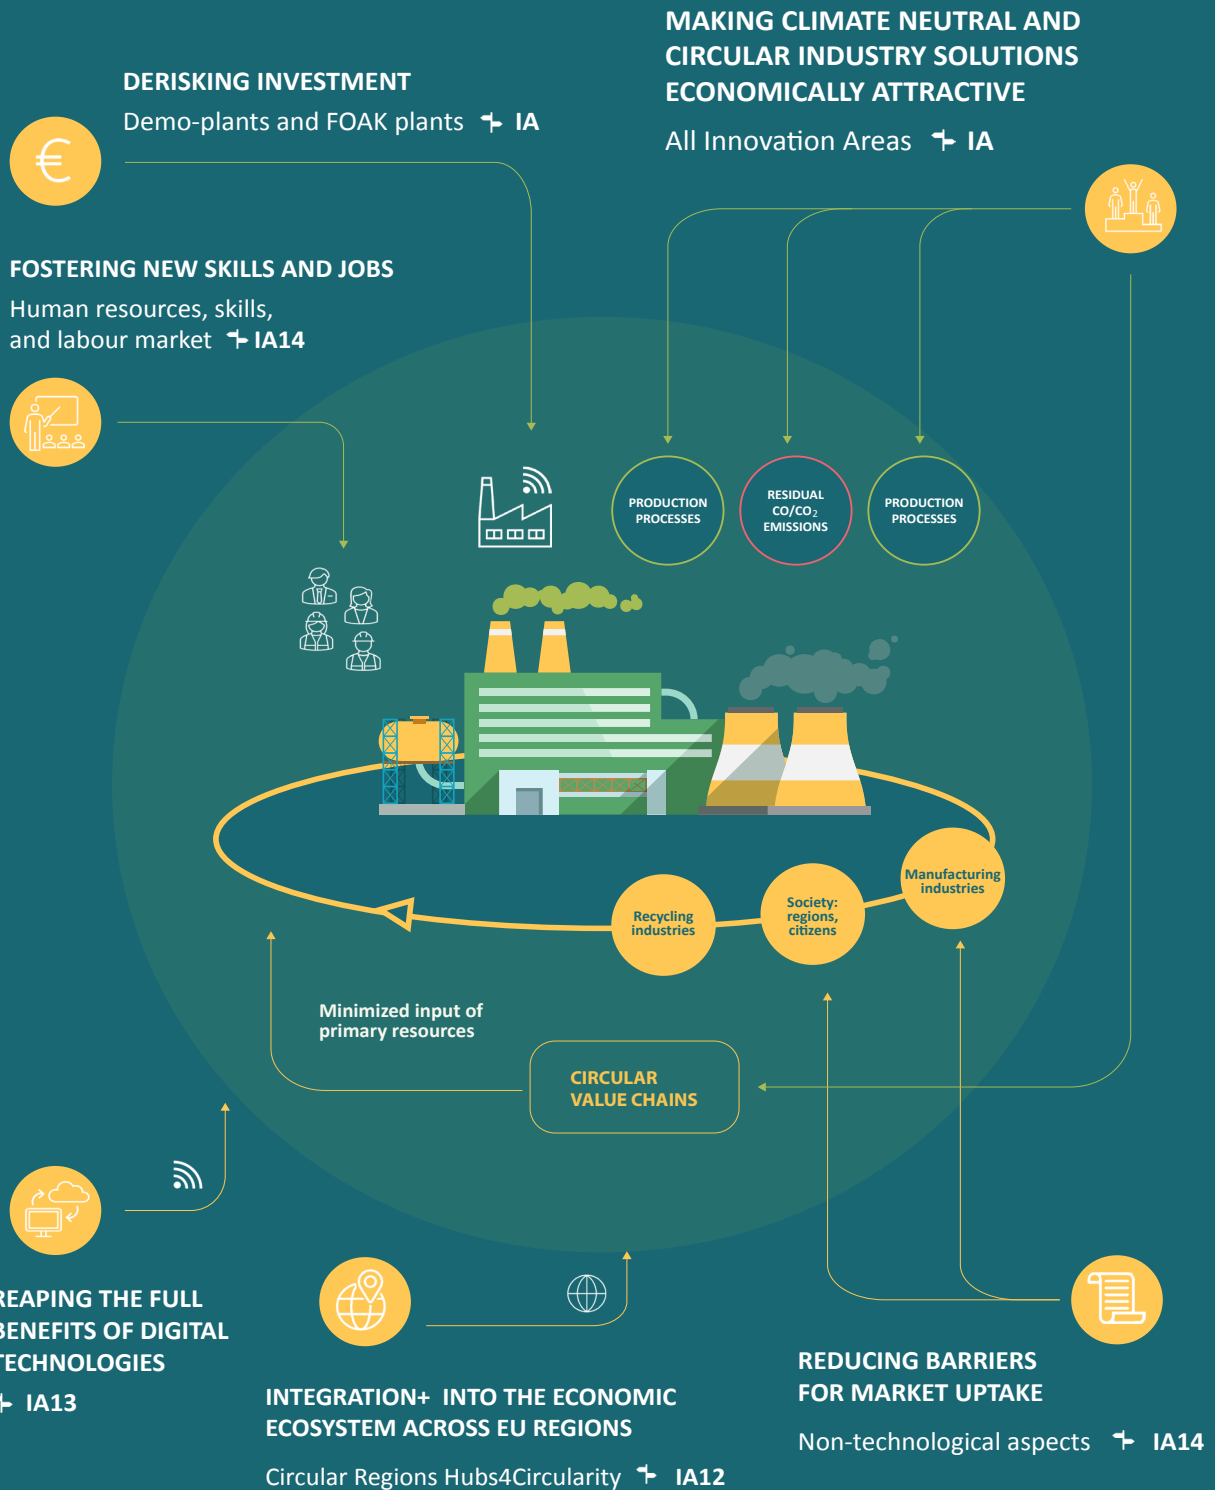 MAKING CLIMATE NEUTRAL AND
CIRCULAR INDUSTRY SOLUTIONS
ECONOMICALLY ATTRACTIVE
All Innovation Areas IA
DERISKING INVESTMENT
Demo-plants and FOAK plants IA
€
FOSTERING NEW SKILLS AND JOBS
Human resources, skills,
and labour market IA14
PRODUCTION
PROCESSES
RESIDUAL
CO/CO₂
EMISSIONS
PRODUCTION
PROCESSES
Manufacturing
industries
Society:
regions,
citizens
Recycling
industries
Minimized input of
primary resources
CIRCULAR
VALUE CHAINS
REAPING THE FULL
BENEFITS OF DIGITAL
TECHNOLOGIES
IA13
INTEGRATION+ INTO THE ECONOMIC
ECOSYSTEM ACROSS EU REGIONS
Circular Regions Hubs4Circularity IA12
REDUCING BARRIERS
FOR MARKET UPTAKE
Non-technological aspects IA14